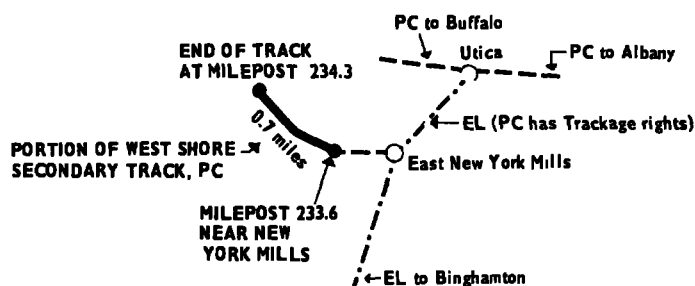 PC to Buffalo
Utica
PC to Albany
END OF TRACK
AT MILEPOST 234.3
0.7 miles
EL (PC has Trackage rights)
PORTION OF WEST SHORE
SECONDARY TRACK, PC
East New York Mills
MILEPOST 233.6
NEAR NEW
YORK MILLS
EL to Binghamton